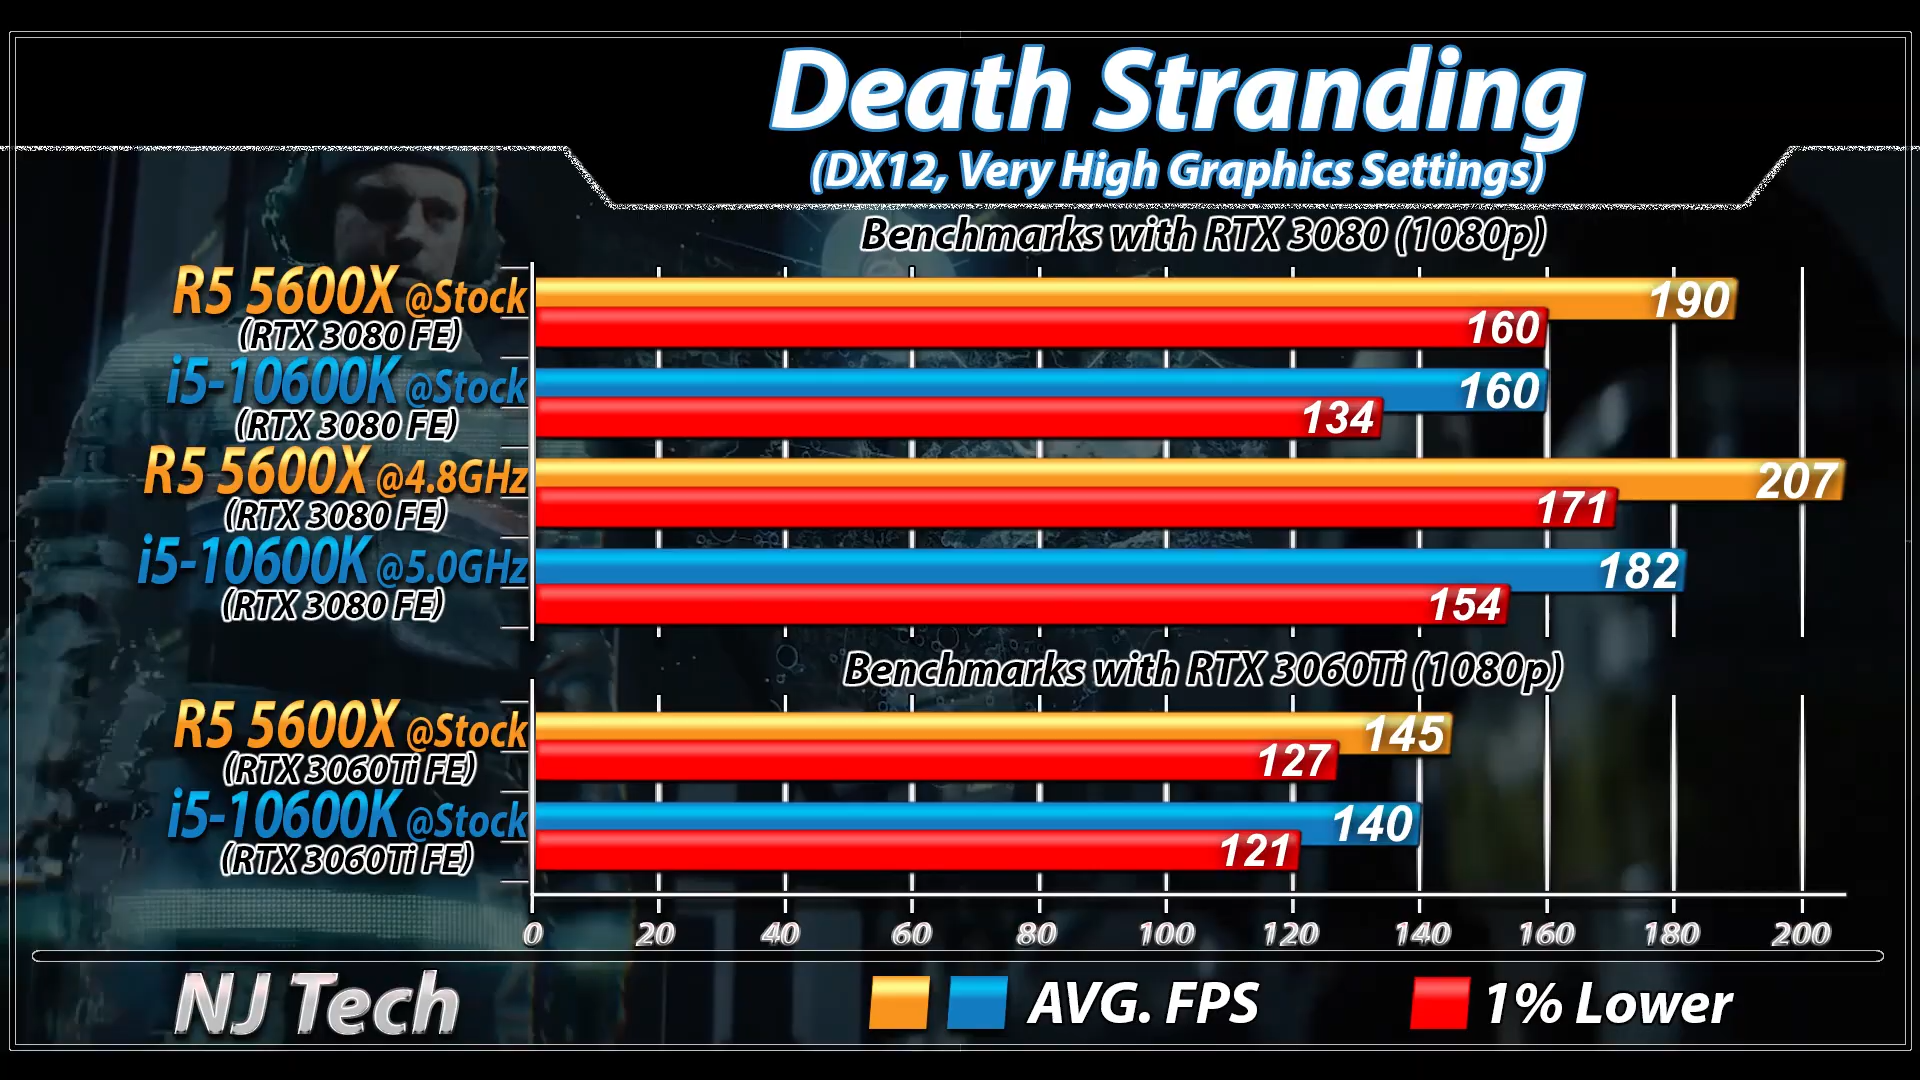 Death Stranding
(DX12, Very High Graphics Settings)
Benchmarks with RTX 3080 (1080p)
R5 5600X @Stock
(RTX 3080 FE)
190
160
i5-10600K @Stock
(RTX 3080 FE)
160
134
R5 5600X @4.8GHz
(RTX 3080 FE)
207
171
i5-10600K @5.0GHz
(RTX 3080 FE)
182
154
Benchmarks with RTX 3060Ti (1080p)
R5 5600X @Stock
(RTX 3060Ti FE)
145
127
i5-10600K @Stock
(RTX 3060Ti FE)
140
121
0 20 40 60 80 100 120 140 160 180 200
NJ Tech
AVG. FPS
1% Lower